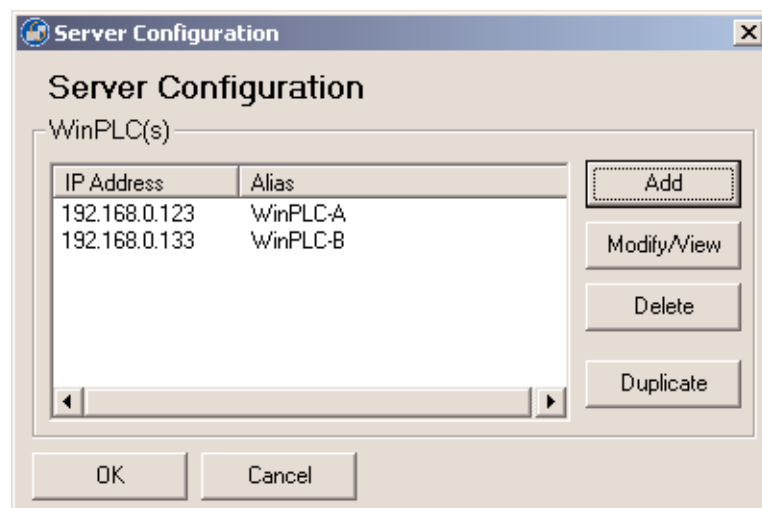 Server Configuration
Server Configuration
WinPLC(s)
IP Address Alias
192.168.0.123 WinPLC-A
192.168.0.133 WinPLC-B
Add
Modify/View
Delete
Duplicate
OK Cancel